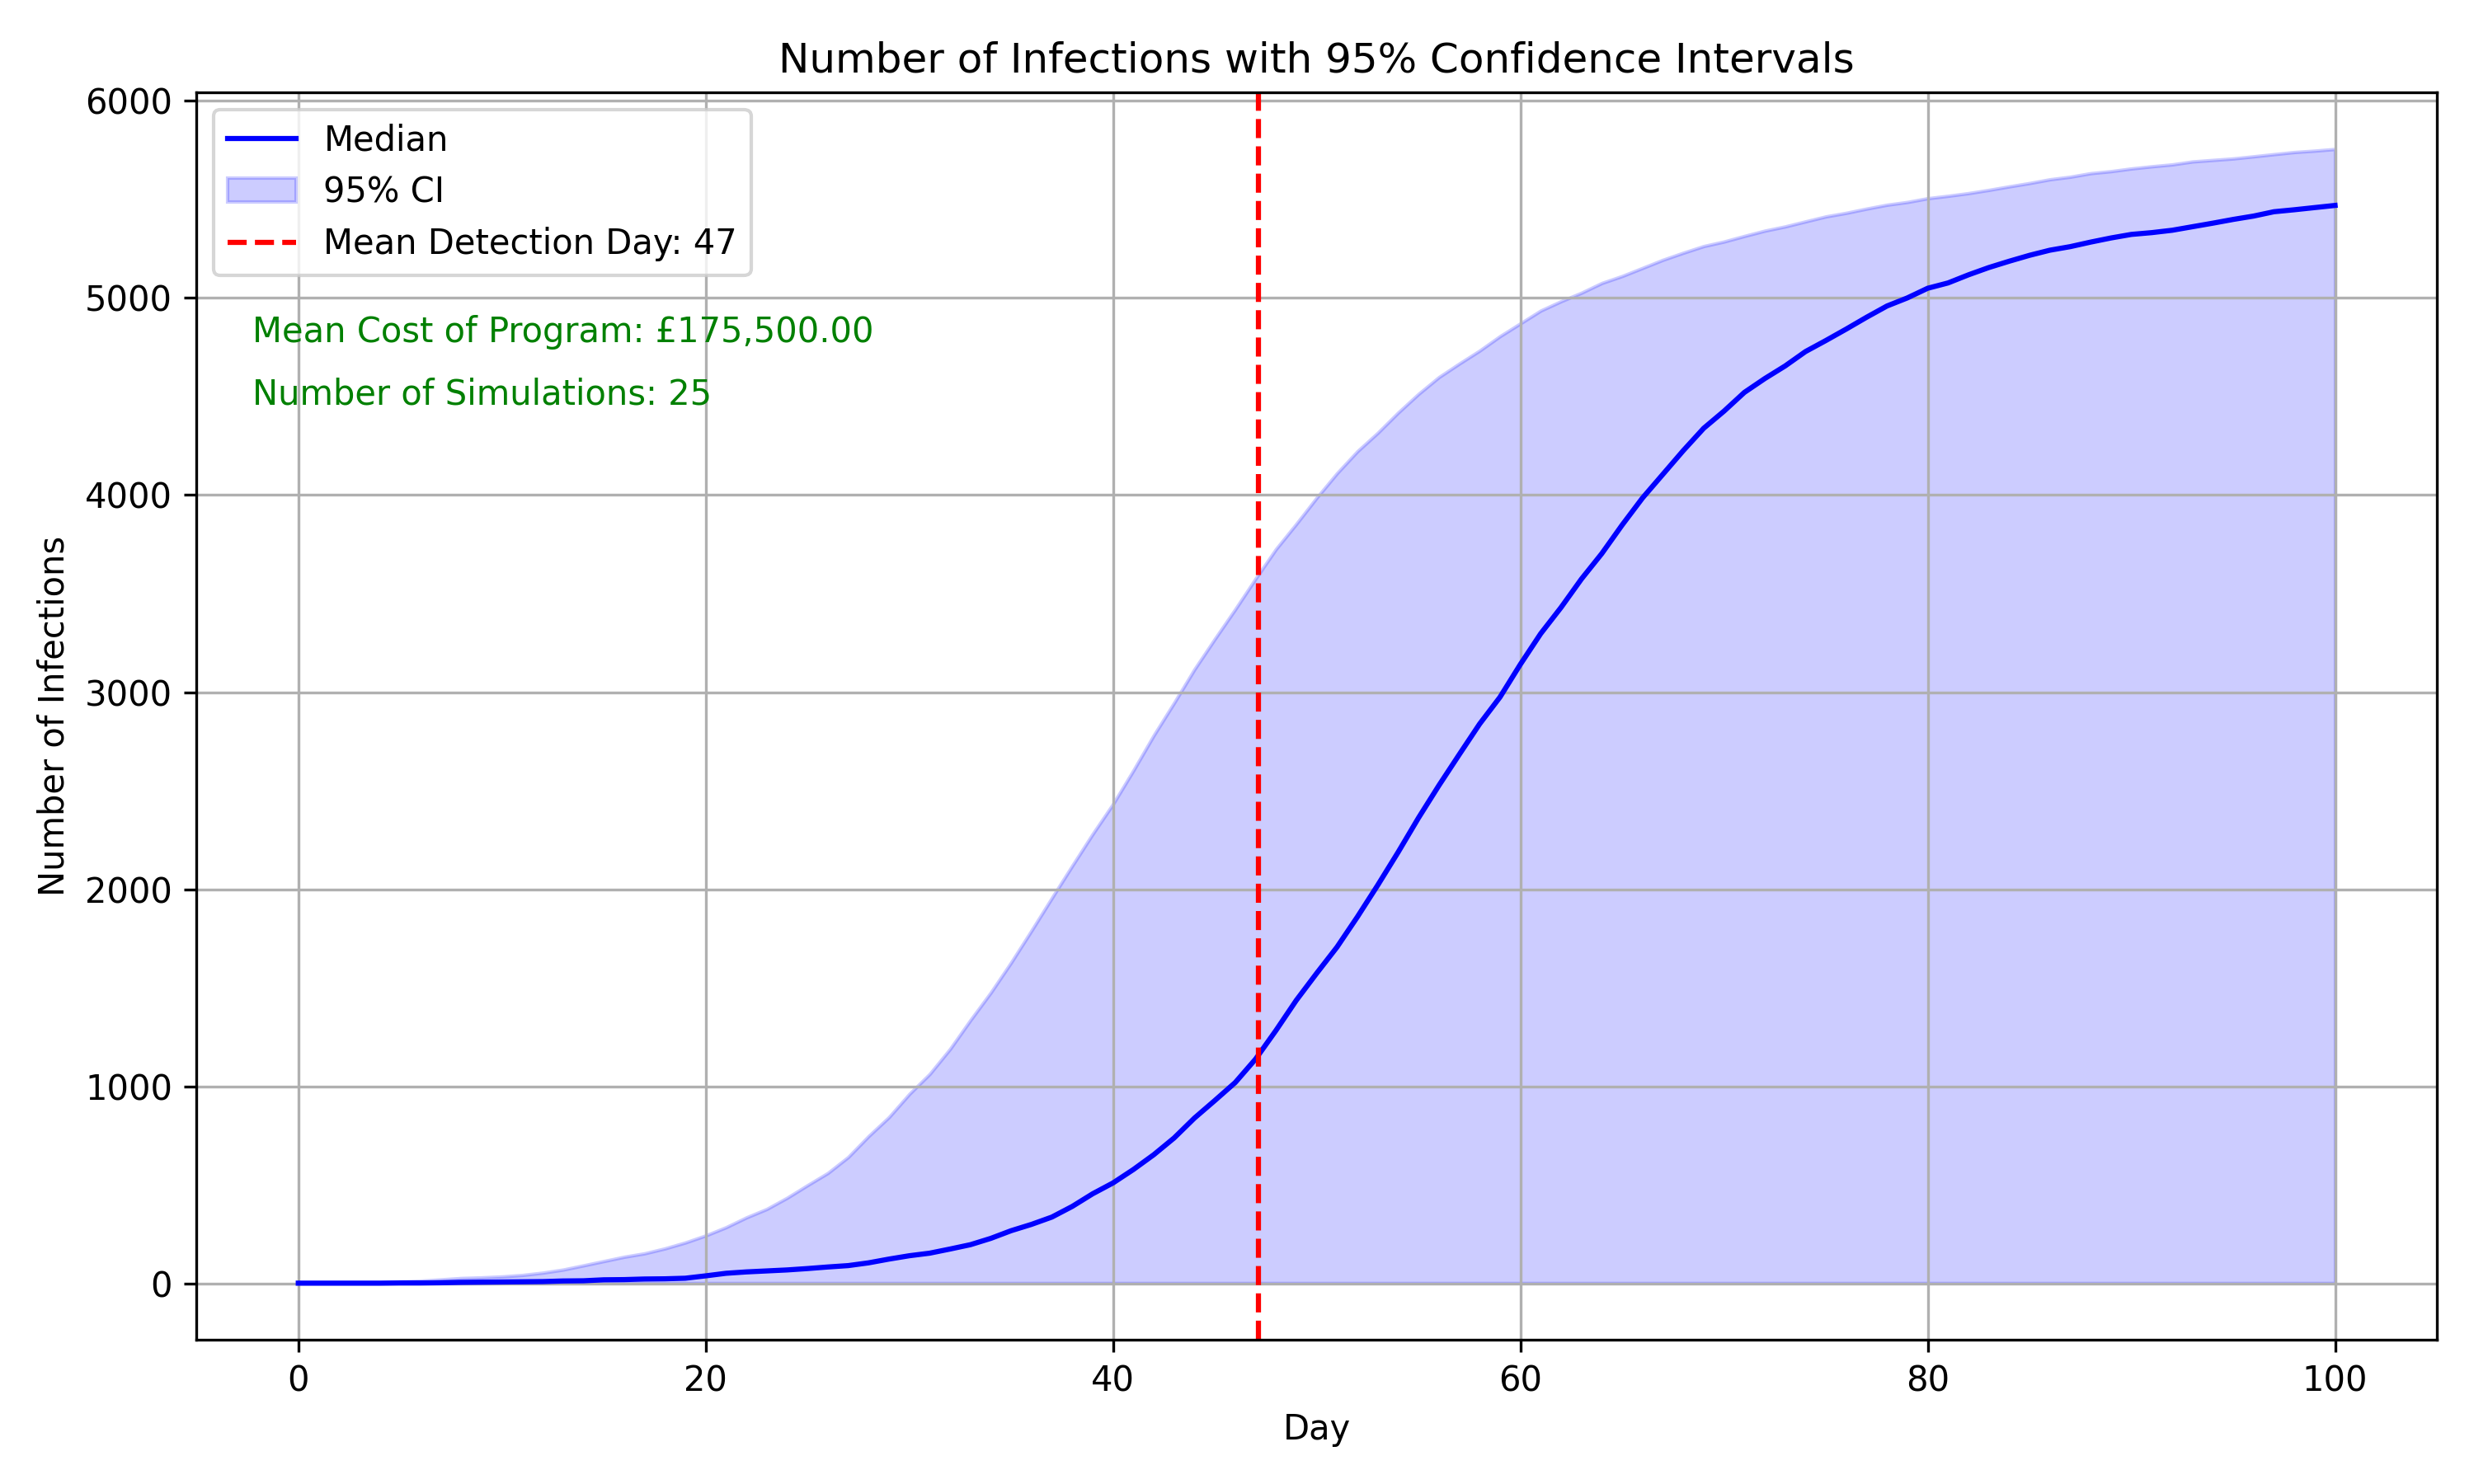 Number of Infections with 95% Confidence Intervals
6000
5000
4000
3000
2000
1000
0
Number of Infections
Median
95% CI
Mean Detection Day: 47
Mean Cost of Program: £175,500.00
Number of Simulations: 25
0 20 40 60 80 100
Day